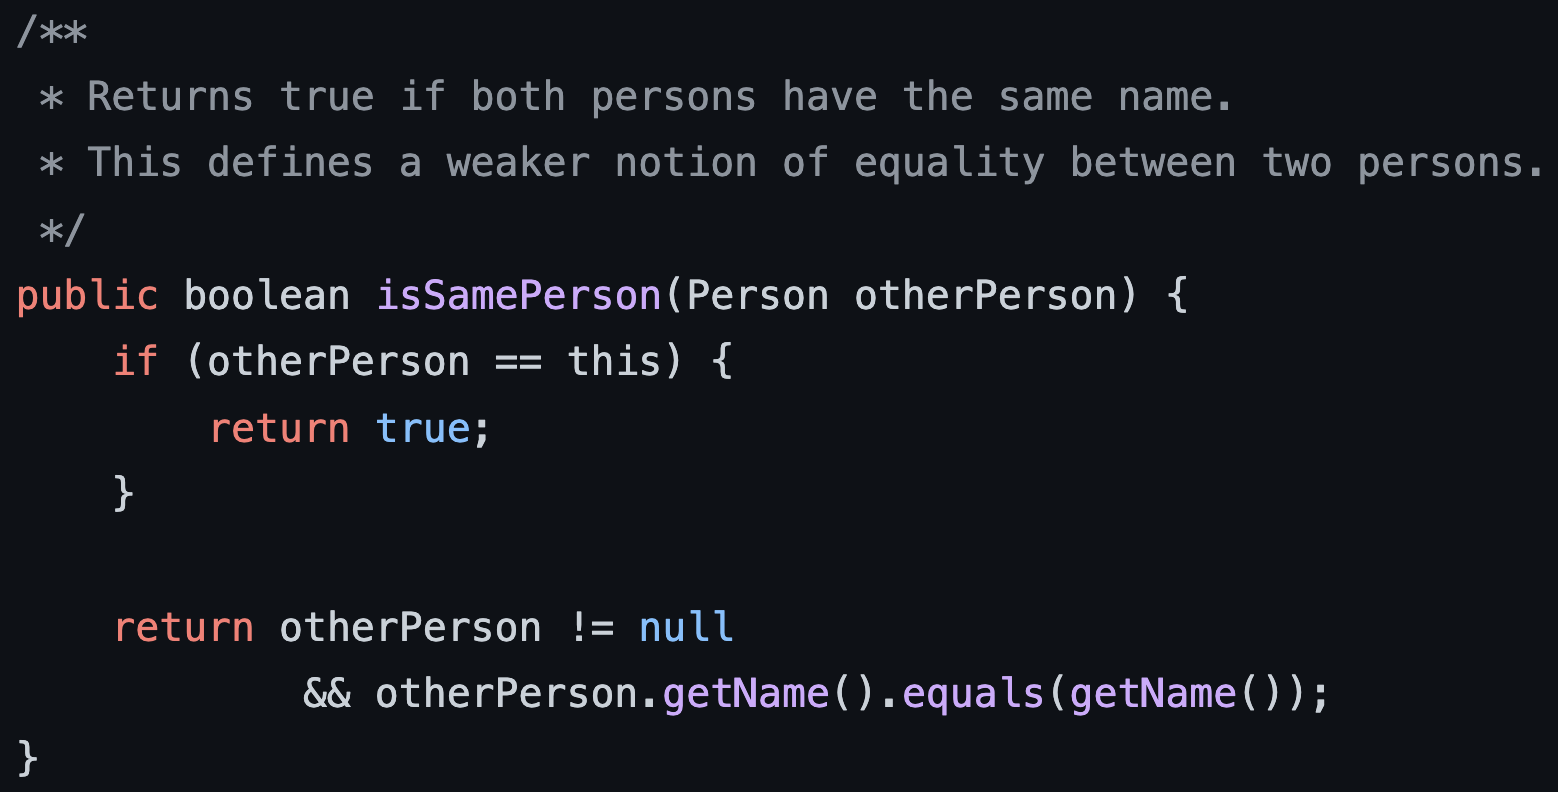 /**
 * Returns true if both persons have the same name.
 * This defines a weaker notion of equality between two persons.
 */
public boolean isSamePerson(Person otherPerson) {
    if (otherPerson == this) {
        return true;
    }

    return otherPerson != null
            && otherPerson.getName().equals(getName());
}